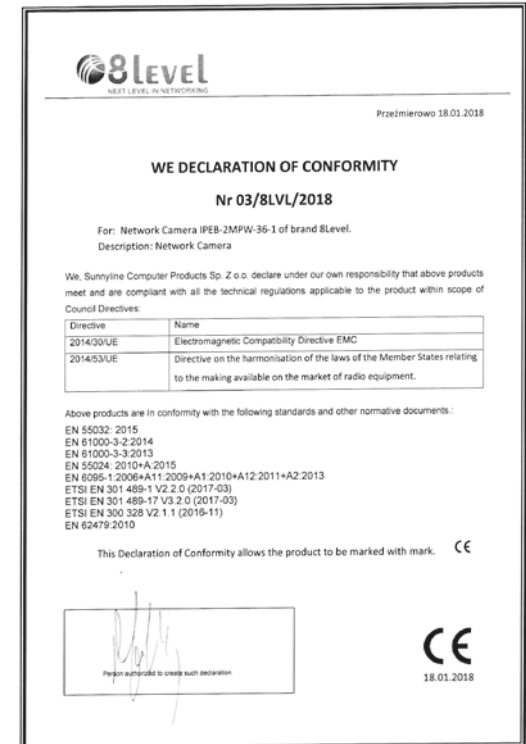 8LEVEL
NEXT LEVEL IN NETWORKING
Przeźmierowo 18.01.2018
WE DECLARATION OF CONFORMITY
Nr 03/8LVL/2018
For: Network Camera IPEB-2MPW-36-1 of brand 8Level.
Description: Network Camera
We, Sunnyline Computer Products Sp. Z o.o. declare under our own responsibility that above products
meet and are compliant with all the technical regulations applicable to the product within scope of
Council Directives:
Directive Name
2014/30/UE Electromagnetic Compatibility Directive EMC
2014/53/UE Directive on the harmonisation of the laws of the Member States relating
to the making available on the market of radio equipment.
Above products are In conformity with the following standards and other normative documents.:
EN 55032: 2015
EN 61000-3-2:2014
EN 61000-3-3:2013
EN 55024: 2010+A:2015
EN 6095-1:2006+A11:2009+A1:2010+A12:2011+A2:2013
ETSI EN 301 489-1 V2.2.0 (2017-03)
ETSI EN 301 489-17 V3.2.0 (2017-03)
ETSI EN 300 328 V2.1.1 (2016-11)
EN 62479:2010
This Declaration of Conformity allows the product to be marked with mark. CE
Person authorized to create such declaration
CE
18.01.2018